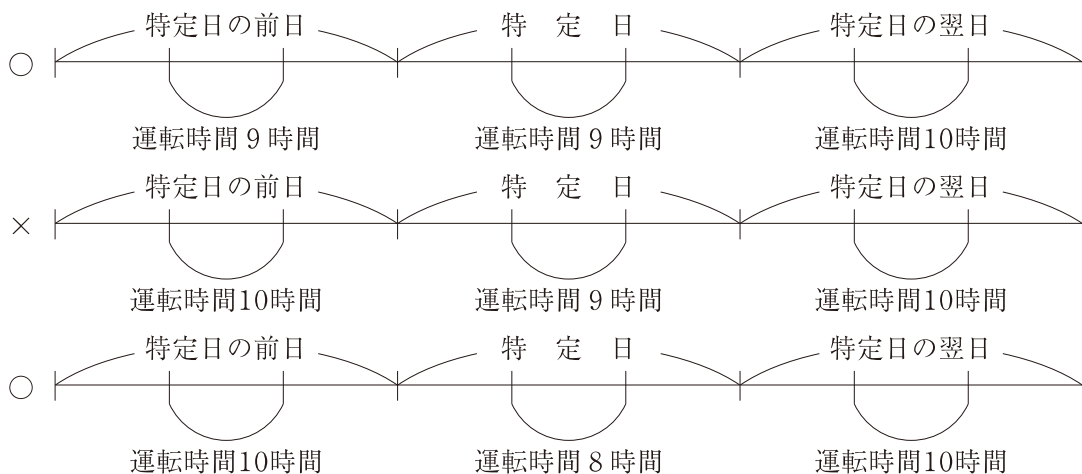 特定日の前日 特 定 日 特定日の翌日
○
運転時間９時間 運転時間９時間 運転時間10時間
特定日の前日 特 定 日 特定日の翌日
×
運転時間10時間 運転時間９時間 運転時間10時間
特定日の前日 特 定 日 特定日の翌日
○
運転時間10時間 運転時間８時間 運転時間10時間